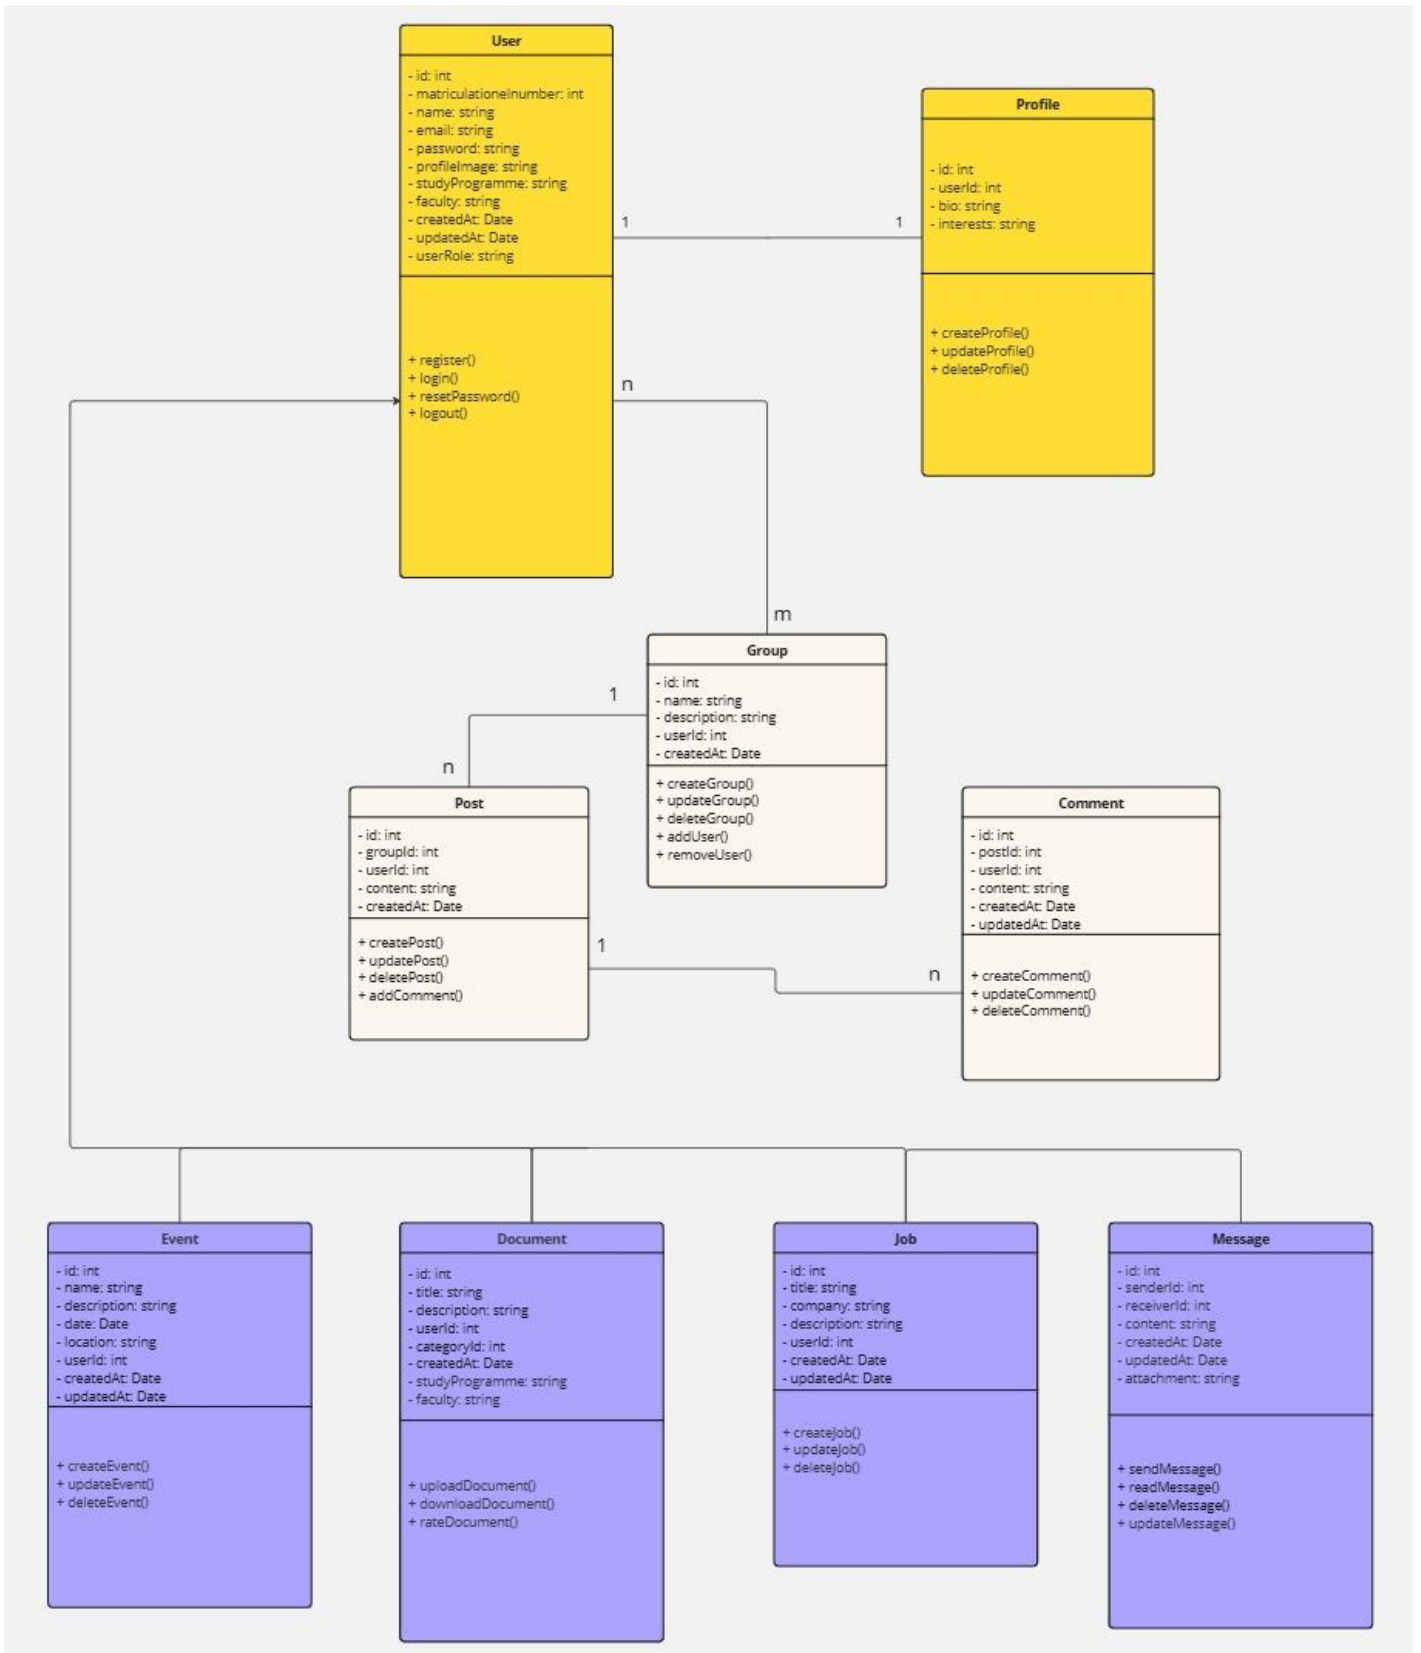 User
- id: int
- matriculationelnumber: int
- name: string
- email: string
- password: string
- profileImage: string
- studyProgramme: string
- faculty: string
- createdAt: Date
- updatedAt: Date
- userRole: string
+ register()
+ login()
+ resetPassword()
+ logout()
1
1
n
m
Profile
- id: int
- userId: int
- bio: string
- interests: string
+ createProfile()
+ updateProfile()
+ deleteProfile()
Group
- id: int
- name: string
- description: string
- userId: int
- createdAt: Date
+ createGroup()
+ updateGroup()
+ deleteGroup()
+ addUser()
+ removeUser()
1
n
Post
- id: int
- groupId: int
- userId: int
- content: string
- createdAt: Date
+ createPost()
+ updatePost()
+ deletePost()
+ addComment()
1
n
Comment
- id: int
- postId: int
- userId: int
- content: string
- createdAt: Date
- updatedAt: Date
+ createComment()
+ updateComment()
+ deleteComment()
Event
- id: int
- name: string
- description: string
- date: Date
- location: string
- userId: int
- createdAt: Date
- updatedAt: Date
+ createEvent()
+ updateEvent()
+ deleteEvent()
Document
- id: int
- title: string
- description: string
- userId: int
- categoryId: int
- createdAt: Date
- studyProgramme: string
- faculty: string
+ uploadDocument()
+ downloadDocument()
+ rateDocument()
Job
- id: int
- title: string
- company: string
- description: string
- userId: int
- createdAt: Date
- updatedAt: Date
+ createJob()
+ updateJob()
+ deleteJob()
Message
- id: int
- senderId: int
- receiverId: int
- content: string
- createdAt: Date
- updatedAt: Date
- attachment: string
+ sendMessage()
+ readMessage()
+ deleteMessage()
+ updateMessage()